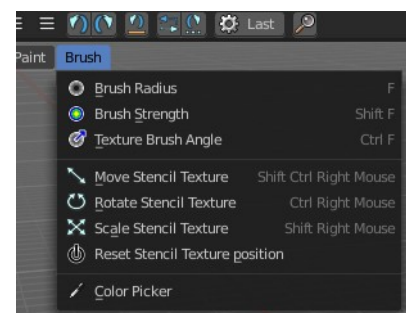 Last
Paint Brush
Brush Radius F
Brush Strength Shift F
Texture Brush Angle Ctrl F
Move Stencil Texture Shift Ctrl Right Mouse
Rotate Stencil Texture Ctrl Right Mouse
Scale Stencil Texture Shift Right Mouse
Reset Stencil Texture position
Color Picker